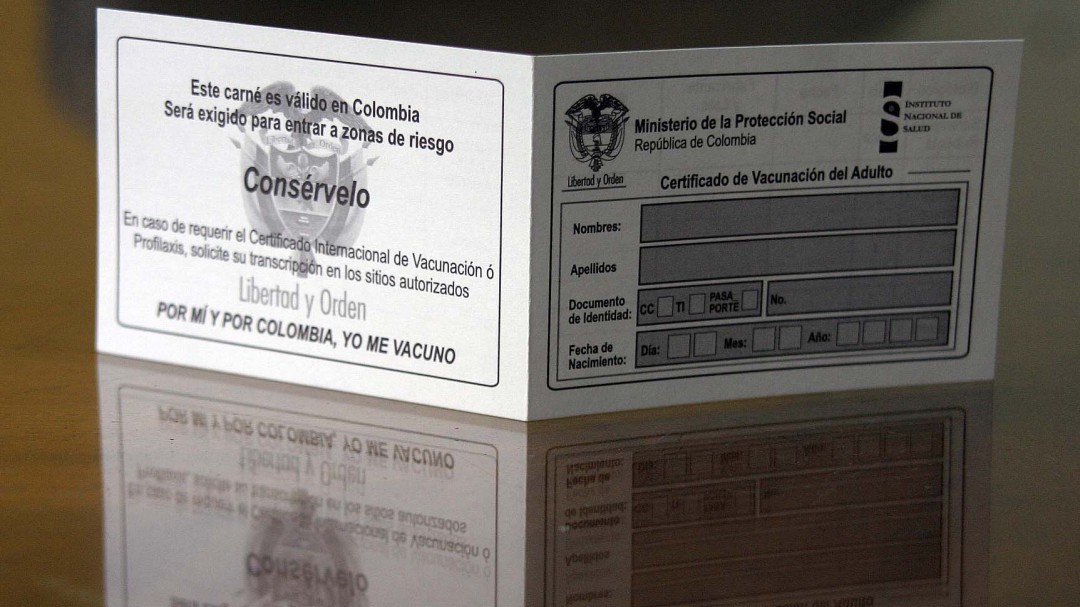 Este carné es válido en Colombia
Será exigido para entrar a zonas de riesgo
Libertad y Orden
Consérvelo
En caso de requerir el Certificado Internacional de Vacunación ó
Profilaxis, solicite su transcripción en los sitios autorizados
Libertad y Orden
POR MÍ Y POR COLOMBIA, YO ME VACUNO
Libertad y Orden
Ministerio de la Protección Social
República de Colombia
INSTITUTO
NACIONAL DE
SALUD
Certificado de Vacunación del Adulto
Nombres:
Apellidos
Documento
de Identidad:
CC TI PASA
PORTE
No.
Fecha de
Nacimiento:
Día: Mes: Año: